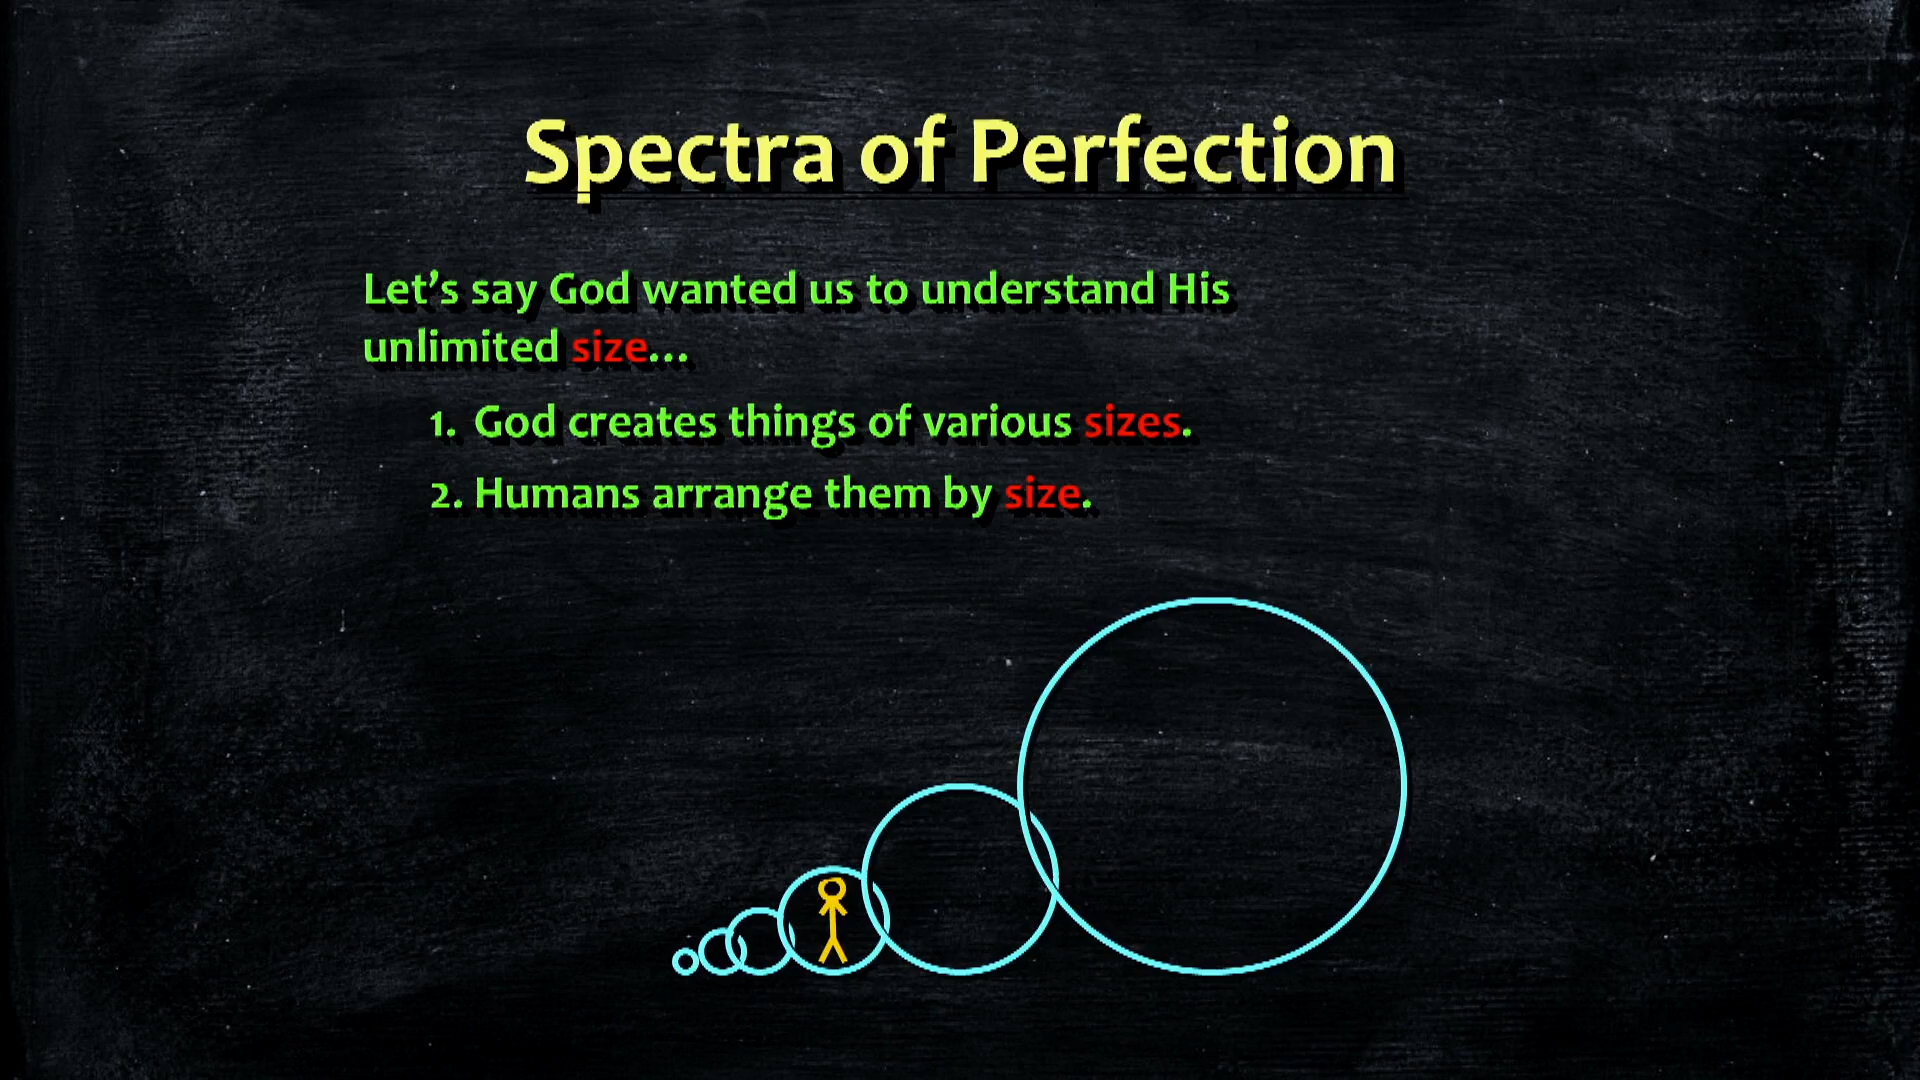 Spectra of Perfection
Let’s say God wanted us to understand His
unlimited size…
1. God creates things of various sizes.
2. Humans arrange them by size.